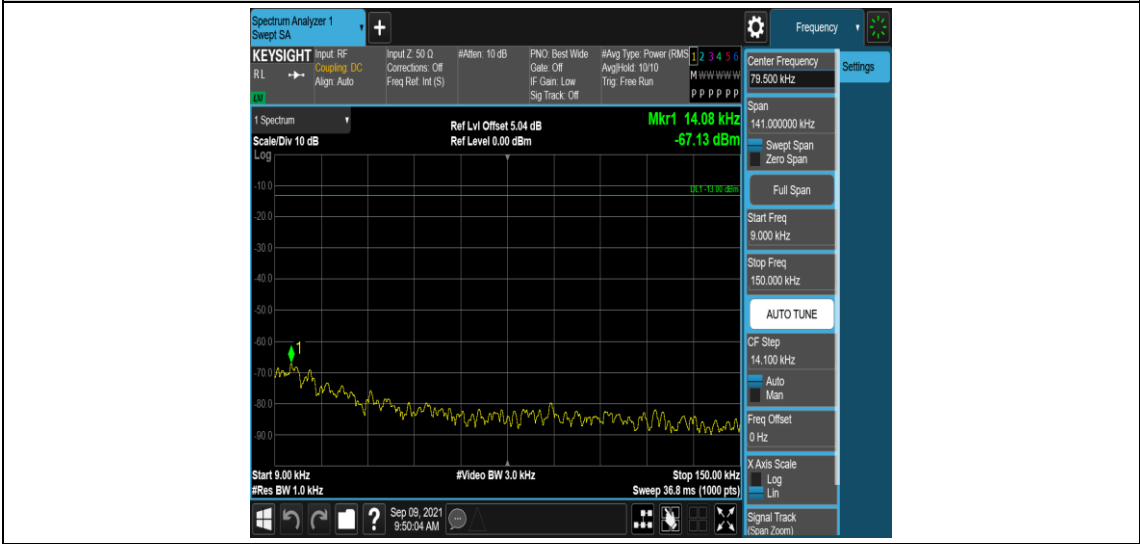 Spectrum Analyzer 1
Swept SA
+
Frequency
KEYSIGHT
RL
LNI
Input: RF
Coupling: DC
Align: Auto
Input Z: 50 Ω
Corrections: Off
Freq Ref: Int (S)
#Atten: 10 dB
PNO: Best Wide
Gate: Off
IF Gain: Low
Sig Track: Off
#Avg Type: Power (RMS
Avg|Hold: 10/10
Trig: Free Run
1 2 3 4 5 6
M W W W W W
P P P P P P
Center Frequency
79.500 kHz
Settings
Span
141.000000 kHz
Swept Span
Zero Span
Full Span
Start Freq
9.000 kHz
Stop Freq
150.000 kHz
AUTO TUNE
CF Step
14.100 kHz
Auto
Man
Freq Offset
0 Hz
X Axis Scale
Log
Lin
Signal Track
(Span Zoom)
1 Spectrum
Scale/Div 10 dB
Log
Ref Lvl Offset 5.04 dB
Ref Level 0.00 dBm
Mkr1 14.08 kHz
-67.13 dBm
DL1 -13.00 dBm
-10.0
-20.0
-30.0
-40.0
-50.0
-60.0
1
-70.0
-80.0
-90.0
Start 9.00 kHz
#Video BW 3.0 kHz
Stop 150.00 kHz
#Res BW 1.0 kHz
Sweep 36.8 ms (1000 pts)
?
Sep 09, 2021
9:50:04 AM